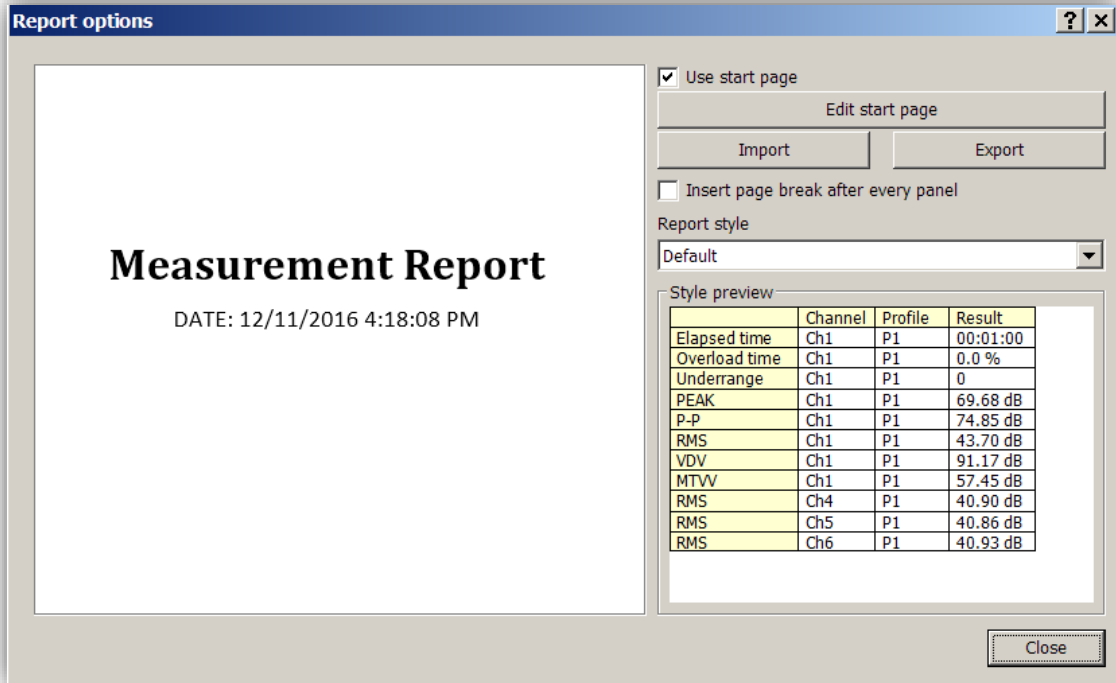 Report options
Measurement Report
DATE: 12/11/2016 4:18:08 PM
Use start page
Edit start page
Import Export
Insert page break after every panel
Report style
Default
Style preview
Channel Profile Result
Elapsed time Ch1 P1 00:01:00
Overload time Ch1 P1 0.0 %
Underrange Ch1 P1 0
PEAK Ch1 P1 69.68 dB
P-P Ch1 P1 74.85 dB
RMS Ch1 P1 43.70 dB
VDV Ch1 P1 91.17 dB
MTVV Ch1 P1 57.45 dB
RMS Ch4 P1 40.90 dB
RMS Ch5 P1 40.86 dB
RMS Ch6 P1 40.93 dB
Close